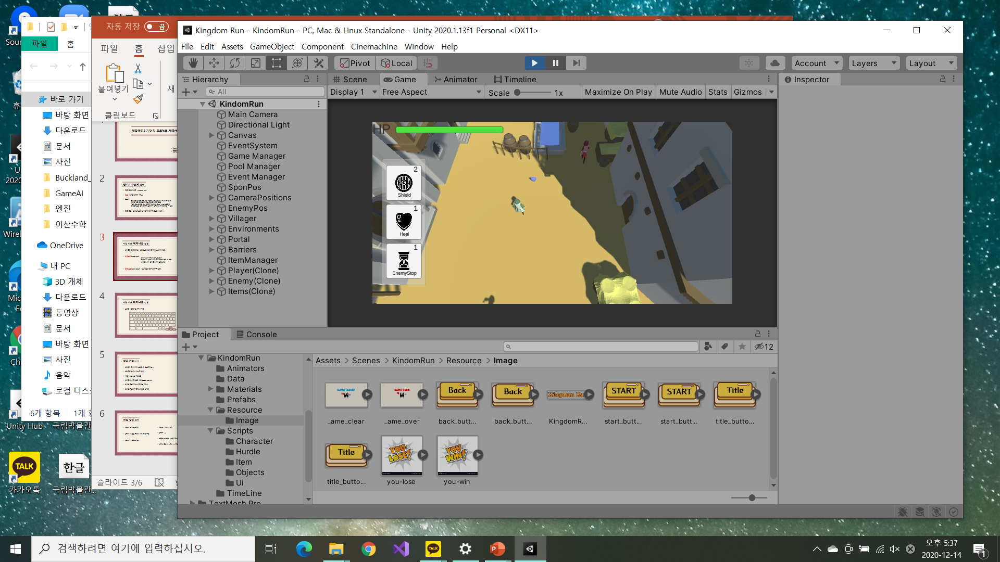 Kingdom Run - KindomRun - PC, Mac & Linux Standalone - Unity 2020.1.13f1 Personal <DX11>
File Edit Assets GameObject Component Cinemachine Window Help
Pivot Local
Account Layers Layout
Hierarchy
All
KindomRun
Main Camera
Directional Light
Canvas
EventSystem
Game Manager
Pool Manager
Event Manager
SponPos
CameraPositions
EnemyPos
Villager
Environments
Portal
Barriers
ItemManager
Player(Clone)
Enemy(Clone)
Items(Clone)
Scene Game Animator Timeline
Display 1 Free Aspect Scale 1x Maximize On Play Mute Audio Stats Gizmos
HP
2
Shield
1
Heal
1
EnemyStop
Inspector
Project Console
12
KindomRun
Animators
Data
Materials
Prefabs
Resource
Image
Scripts
Character
Hurdle
Item
Objects
Ui
TimeLine
TextMesh Pro
Assets > Scenes > KindomRun > Resource > Image
GAME CLEAR!
GAME OVER
Back
Back
START
START
Title
_ame_clear
_ame_over
back_butt...
back_butt...
KingdomR...
start_butt...
start_butt...
title_butto...
Title
YOU LOSE!
YOU WIN!
title_butto...
you-lose
you-win
자동 저장 끔
파일 홈 삽입
붙여넣기
새
클립보드
2
3
4
5
6
슬라이드 3/6
파일 홈
바로 가기
바탕 화면
다운로드
문서
사진
Buckland_
GameAI
엔진
이산수학
OneDrive
내 PC
3D 개체
다운로드
동영상
문서
바탕 화면
사진
음악
로컬 디스
6개 항목 1개
Sour
휴
2020
Wirel
Mic
Unity Hub
국립박물관
TALK
카카오톡
한글
국립박물관...
검색하려면 여기에 입력하십시오.
TALK
오후 5:37
2020-12-14
1